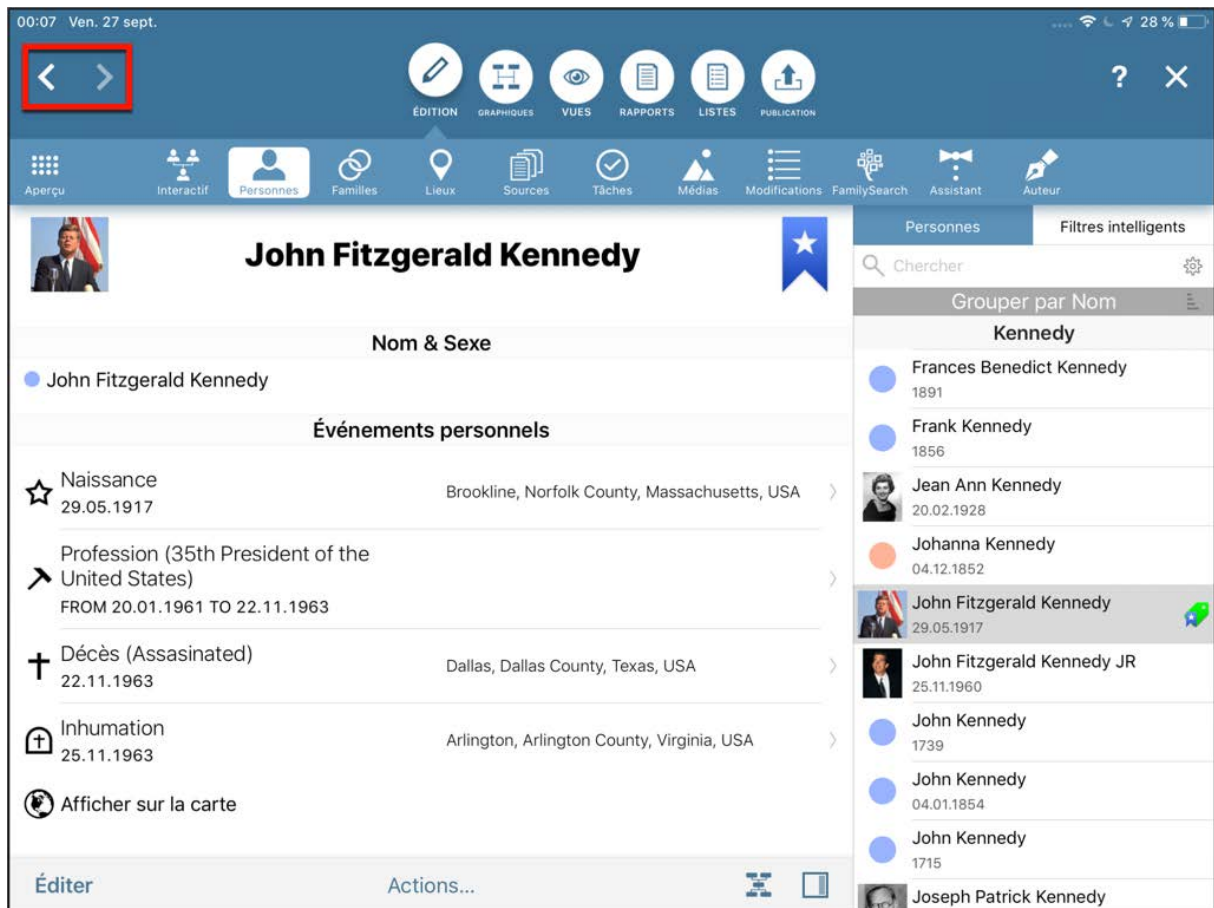 00:07 Ven. 27 sept.
28 %
?
ÉDITION
GRAPHIQUES
VUES
RAPPORTS
LISTES
PUBLICATION
Aperçu
Interactif
Personnes
Familles
Lieux
Sources
Tâches
Médias
Modifications
FamilySearch
Assistant
Auteur
John Fitzgerald Kennedy
Nom & Sexe
John Fitzgerald Kennedy
Événements personnels
Naissance
29.05.1917
Brookline, Norfolk County, Massachusetts, USA
Profession (35th President of the
United States)
FROM 20.01.1961 TO 22.11.1963
Décès (Assasinated)
22.11.1963
Dallas, Dallas County, Texas, USA
Inhumation
25.11.1963
Arlington, Arlington County, Virginia, USA
Afficher sur la carte
Éditer
Actions...
Personnes
Filtres intelligents
Chercher
Grouper par Nom
Kennedy
Frances Benedict Kennedy
1891
Frank Kennedy
1856
Jean Ann Kennedy
20.02.1928
Johanna Kennedy
04.12.1852
John Fitzgerald Kennedy
29.05.1917
John Fitzgerald Kennedy JR
25.11.1960
John Kennedy
1739
John Kennedy
04.01.1854
John Kennedy
1715
Joseph Patrick Kennedy